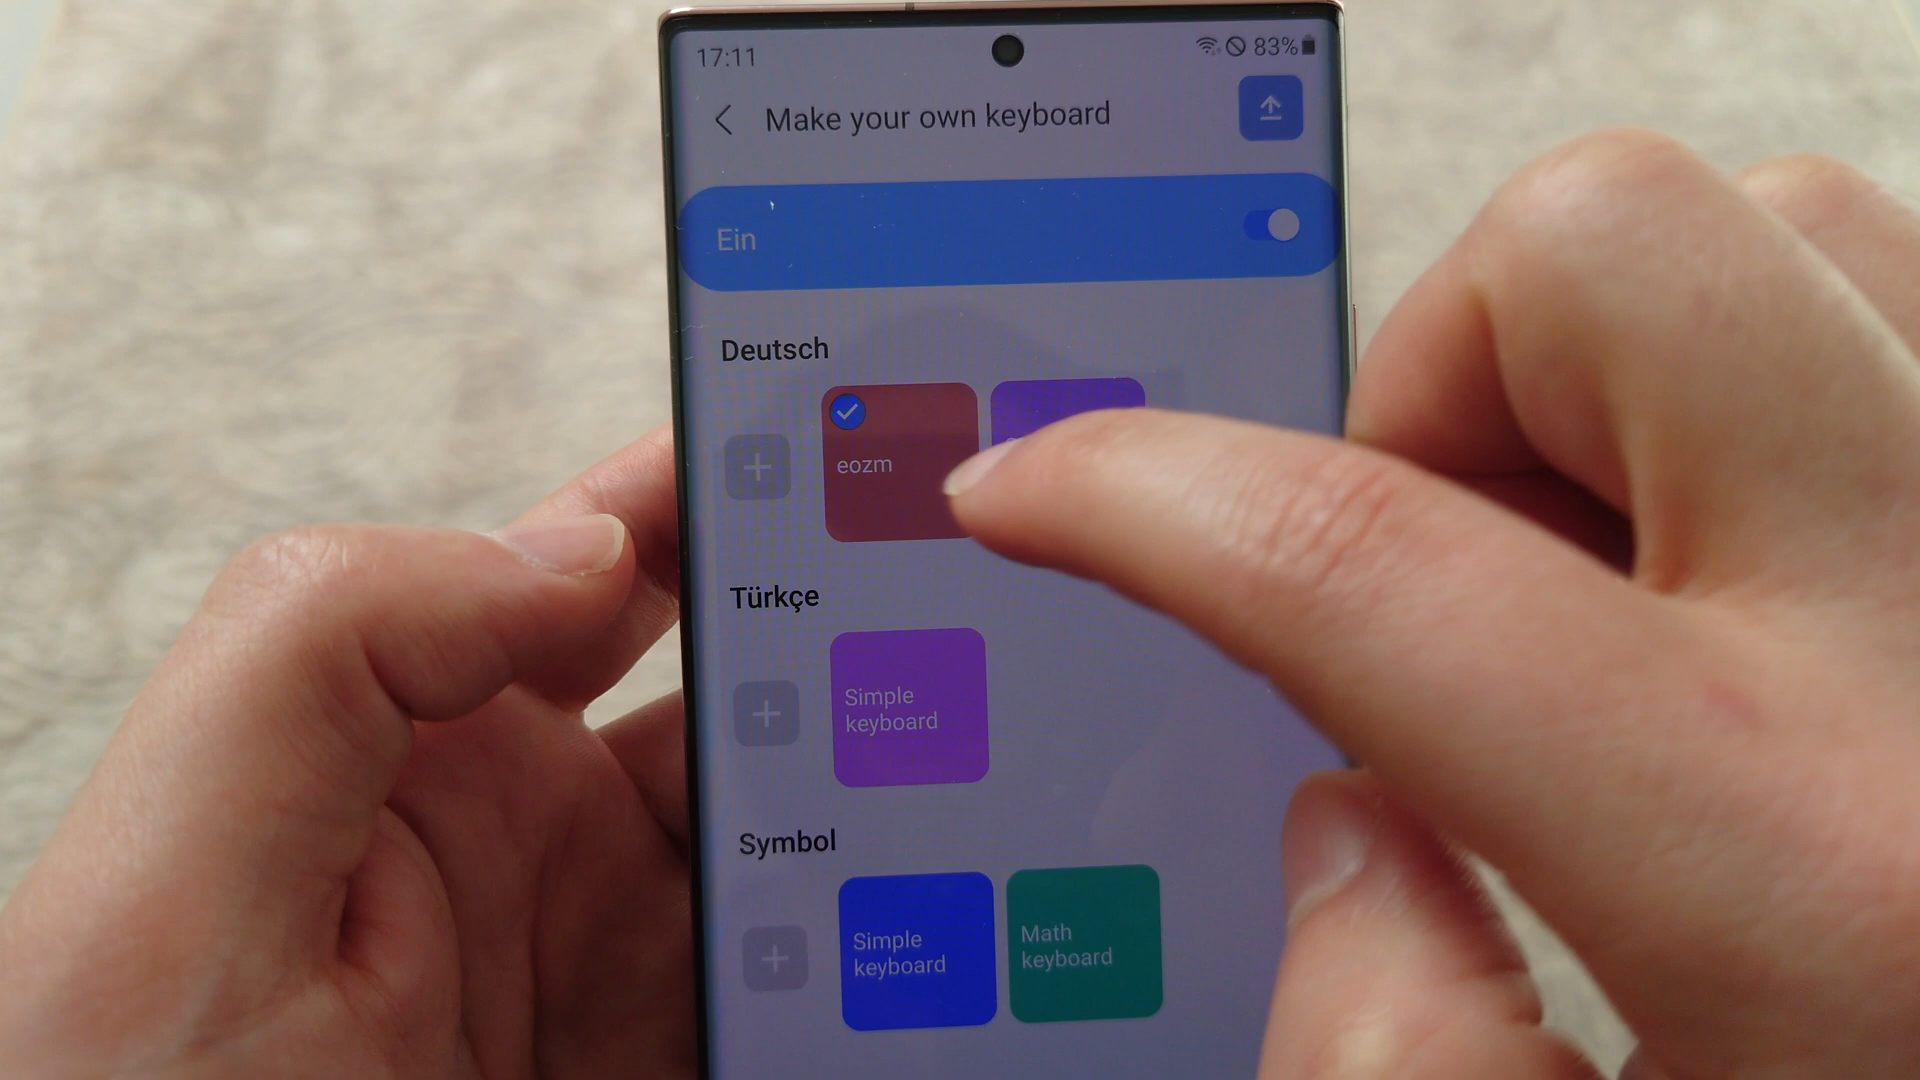 17:11
83%
Make your own keyboard
Ein
Deutsch
eozm
Türkçe
Simple
keyboard
Symbol
Simple
keyboard
Math
keyboard